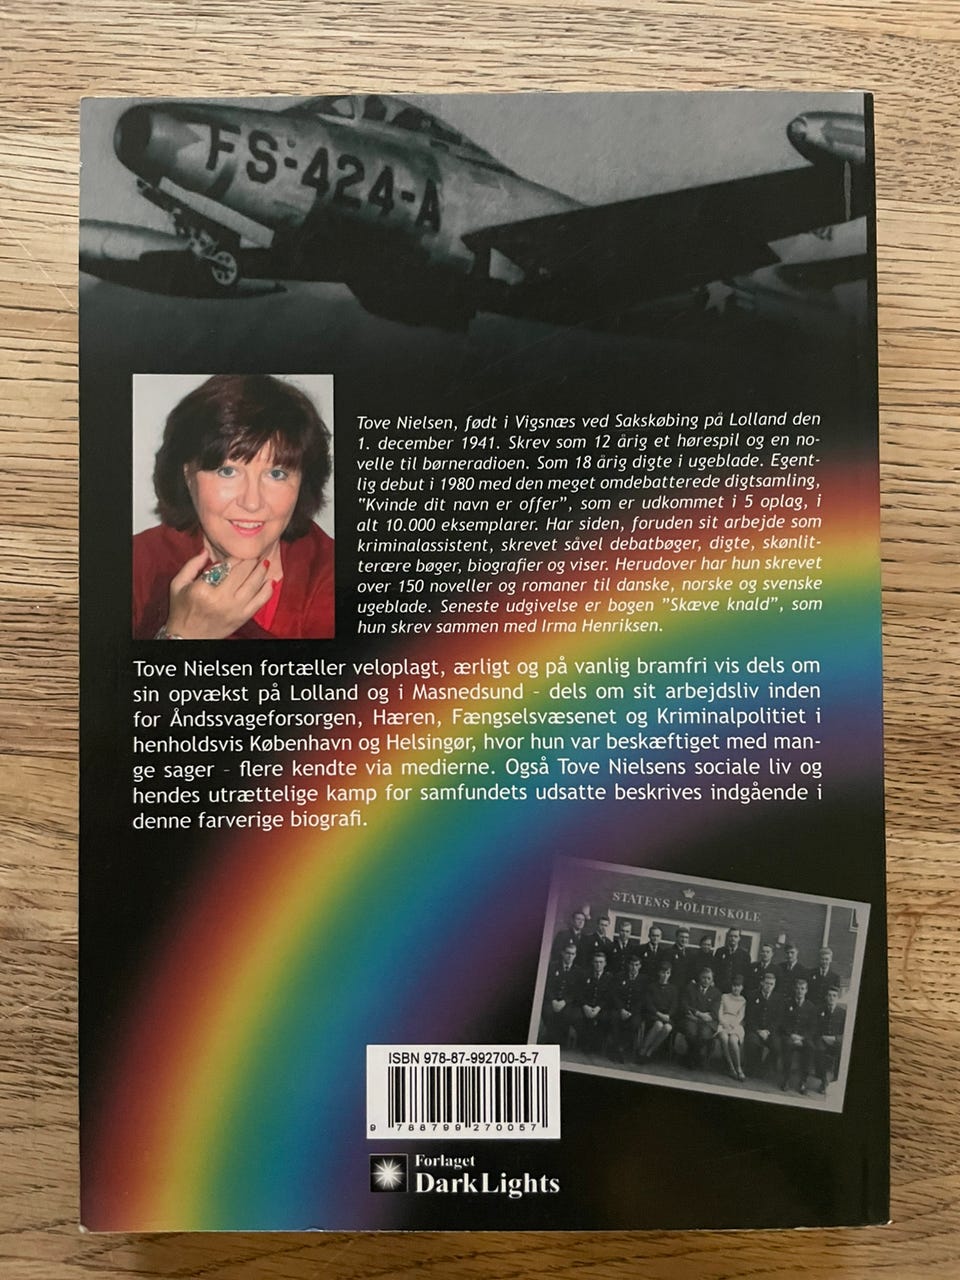 FS-424-A
Tove Nielsen, født i Vigsnæs ved Sakskøbing på Lolland den
1. december 1941. Skrev som 12 årig et hørespil og en no-
velle til børneradioen. Som 18 årig digte i ugeblade. Egent-
lig debut i 1980 med den meget omdebatterede digtsamling,
"Kvinde dit navn er offer", som er udkommet i 5 oplag, i
alt 10.000 eksemplarer. Har siden, foruden sit arbejde som
kriminalassistent, skrevet såvel debatbøger, digte, skønlit-
terære bøger, biografier og viser. Herudover har hun skrevet
over 150 noveller og romaner til danske, norske og svenske
ugeblade. Seneste udgivelse er bogen "Skæve knald", som
hun skrev sammen med Irma Henriksen.
Tove Nielsen fortæller veloplagt, ærligt og på vanlig bramfri vis dels om
sin opvækst på Lolland og i Masnedsund – dels om sit arbejdsliv inden
for Åndssvageforsorgen, Hæren, Fængselsvæsenet og Kriminalpolitiet i
henholdsvis København og Helsingør, hvor hun var beskæftiget med man-
ge sager – flere kendte via medierne. Også Tove Nielsens sociale liv og
hendes utrættelige kamp for samfundets udsatte beskrives indgående i
denne farverige biografi.
STATENS POLITISKOLE
ISBN 978-87-992700-5-7
9 788799 270057
Forlaget
DarkLights